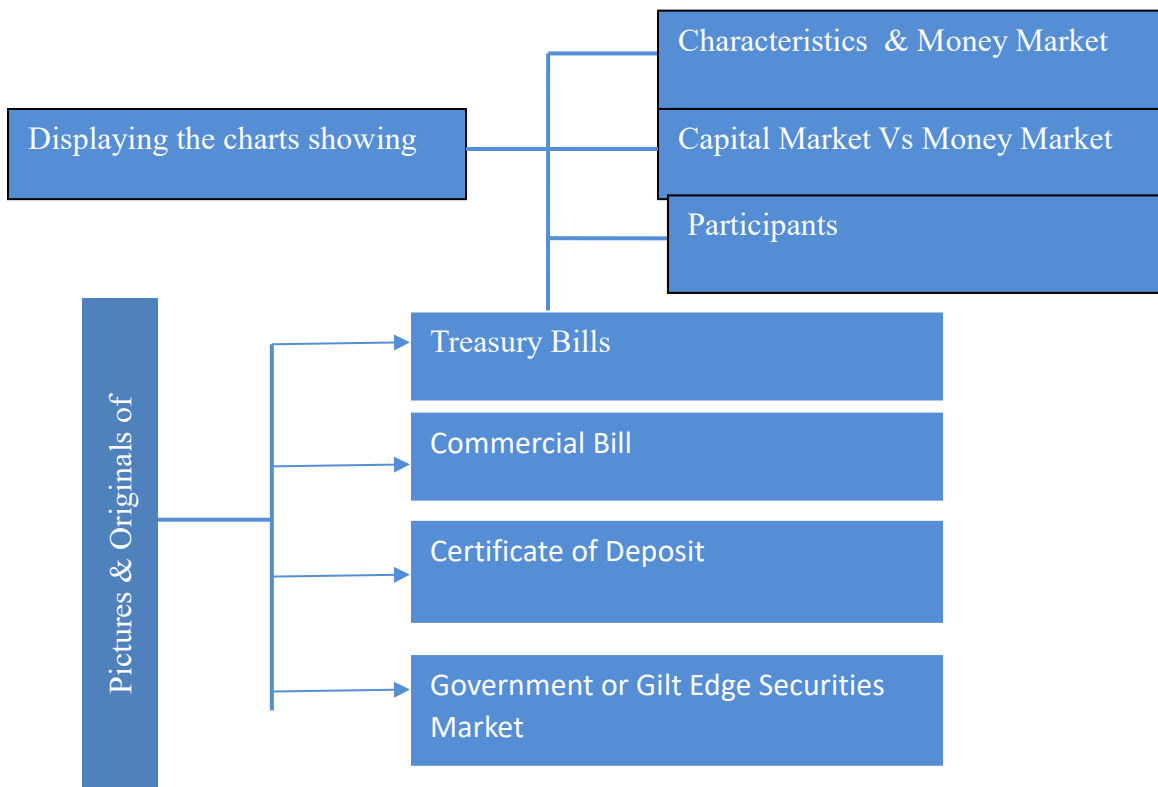 Characteristics & Money Market
Displaying the charts showing
Capital Market Vs Money Market
Participants
Pictures & Originals of
Treasury Bills
Commercial Bill
Certificate of Deposit
Government or Gilt Edge Securities
Market